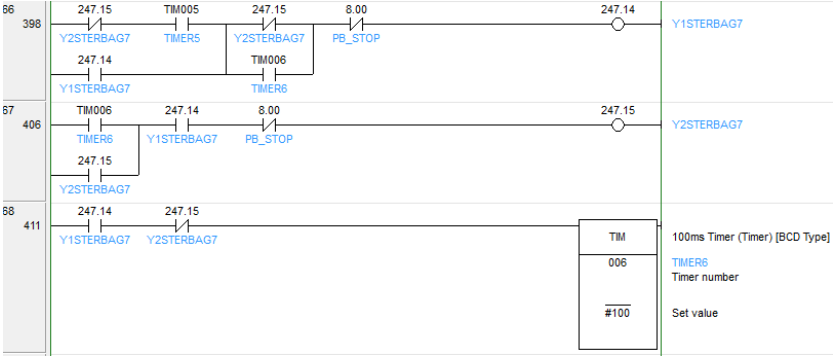 66 247.15 TIM005 247.15 8.00 247.14
398 Y1STERBAG7
Y2STERBAG7 TIMER5 Y2STERBAG7 PB_STOP
247.14 TIM006
Y1STERBAG7 TIMER6
67 TIM006 247.14 8.00 247.15
406 Y2STERBAG7
TIMER6 Y1STERBAG7 PB_STOP
247.15
Y2STERBAG7
68 247.14 247.15
411
Y1STERBAG7 Y2STERBAG7 TIM 100ms Timer (Timer) [BCD Type]
006 TIMER6
Timer number
#100 Set value